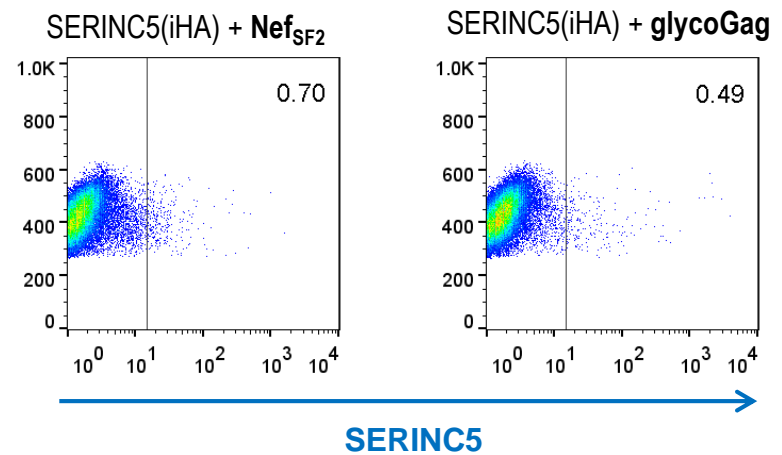 SERINC5(iHA) + NefSF2
SERINC5(iHA) + glycoGag
1.0K
800
600
400
200
0
0.70
10^0 10^1 10^2 10^3 10^4
1.0K
800
600
400
200
0
0.49
10^0 10^1 10^2 10^3 10^4
SERINC5